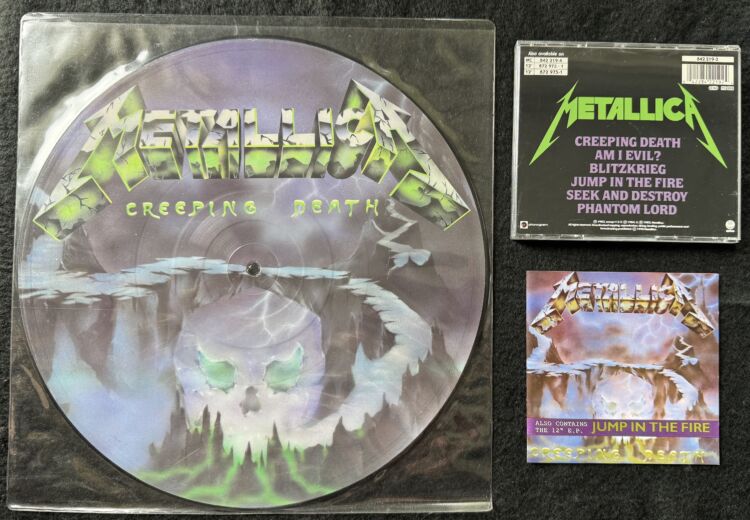 METALLICA
CREEPING DEATH
Also available on
MC 842 219-4
12" 872 972 - 1
12" 872 973-1
842 219-2
METALLICA
CREEPING DEATH
AM I EVIL?
BLITZKRIEG
JUMP IN THE FIRE
SEEK AND DESTROY
PHANTOM LORD
phonogram
METALLICA
ALSO CONTAINS
THE 12" E.P. JUMP IN THE FIRE
CREEPING DEATH